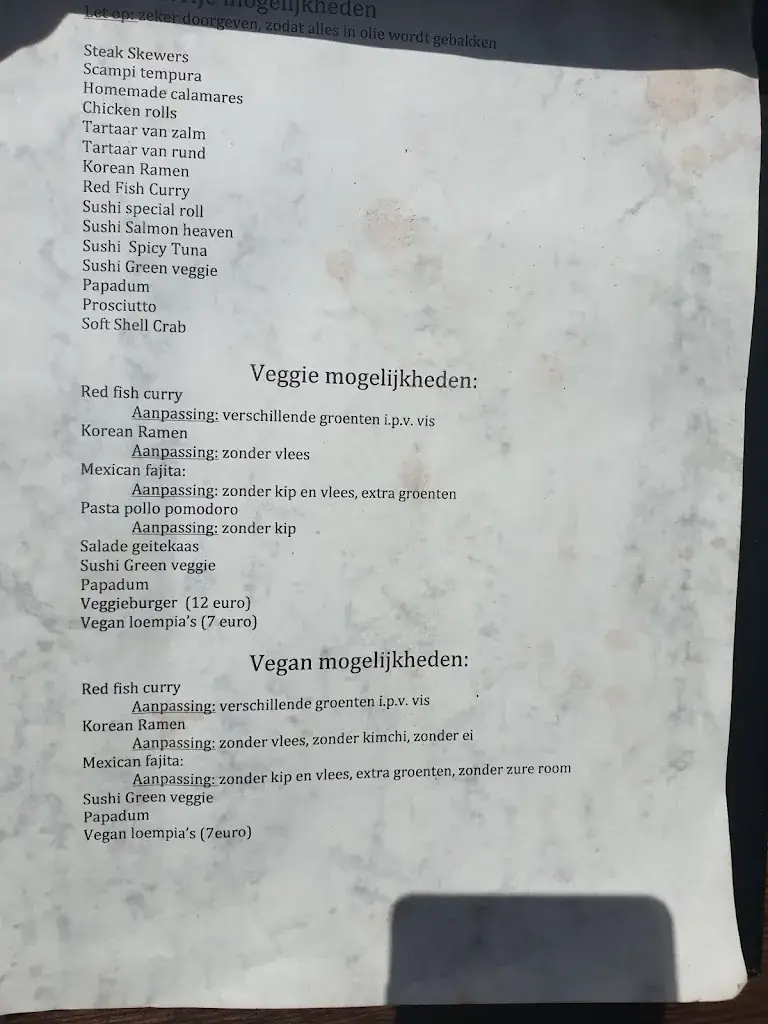 mogelijkheden
Let op: zeker doorgeven, zodat alles in olie wordt gebakken
Steak Skewers
Scampi tempura
Homemade calamares
Chicken rolls
Tartaar van zalm
Tartaar van rund
Korean Ramen
Red Fish Curry
Sushi special roll
Sushi Salmon heaven
Sushi Spicy Tuna
Sushi Green veggie
Papadum
Prosciutto
Soft Shell Crab
Veggie mogelijkheden:
Red fish curry
Aanpassing: verschillende groenten i.p.v. vis
Korean Ramen
Aanpassing: zonder vlees
Mexican fajita:
Aanpassing: zonder kip en vlees, extra groenten
Pasta pollo pomodoro
Aanpassing: zonder kip
Salade geitekaas
Sushi Green veggie
Papadum
Veggieburger (12 euro)
Vegan loempia's (7 euro)
Vegan mogelijkheden:
Red fish curry
Aanpassing: verschillende groenten i.p.v. vis
Korean Ramen
Aanpassing: zonder vlees, zonder kimchi, zonder ei
Mexican fajita:
Aanpassing: zonder kip en vlees, extra groenten, zonder zure room
Sushi Green veggie
Papadum
Vegan loempia's (7euro)